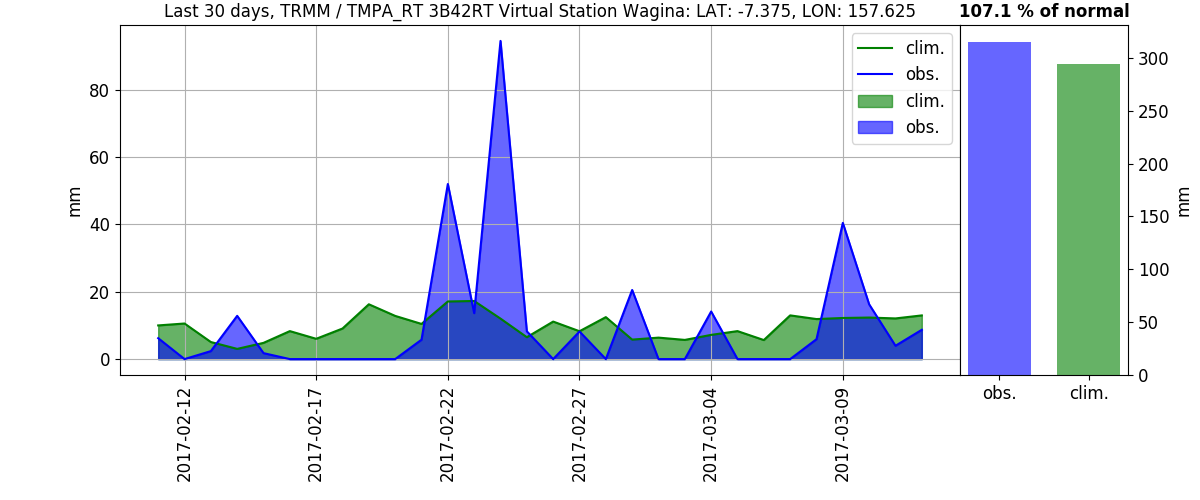 Last 30 days, TRMM / TMPA_RT 3B42RT Virtual Station Wagina: LAT: -7.375, LON: 157.625
107.1 % of normal
clim.
obs.
clim.
obs.
mm
80
60
40
20
0
2017-02-12
2017-02-17
2017-02-22
2017-02-27
2017-03-04
2017-03-09
300
250
200
150
100
50
0
mm
obs.
clim.